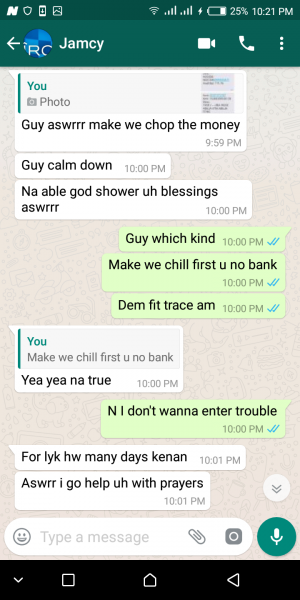 25% 10:21 PM
Jamcy
You
Photo
Guy aswrrr make we chop the money
9:59 PM
Guy calm down 10:00 PM
Na able god shower uh blessings
aswrrr
10:00 PM
Guy which kind 10:00 PM
Make we chill first u no bank
10:00 PM
Dem fit trace am 10:00 PM
You
Make we chill first u no bank
Yea yea na true 10:00 PM
N I don't wanna enter trouble
10:00 PM
For lyk hw many days kenan 10:01 PM
Aswrr i go help uh with prayers
10:01 PM
Type a message